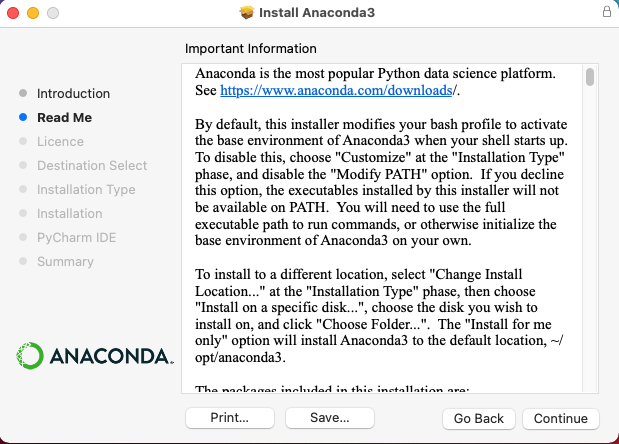 Install Anaconda3
Important Information
Introduction
Read Me
Licence
Destination Select
Installation Type
Installation
PyCharm IDE
Summary
ANACONDA.
Anaconda is the most popular Python data science platform.
See https://www.anaconda.com/downloads/.
By default, this installer modifies your bash profile to activate
the base environment of Anaconda3 when your shell starts up.
To disable this, choose "Customize" at the "Installation Type"
phase, and disable the "Modify PATH" option.  If you decline
this option, the executables installed by this installer will not
be available on PATH.  You will need to use the full
executable path to run commands, or otherwise initialize the
base environment of Anaconda3 on your own.
To install to a different location, select "Change Install
Location..." at the "Installation Type" phase, then choose
"Install on a specific disk...", choose the disk you wish to
install on, and click "Choose Folder...".  The "Install for me
only" option will install Anaconda3 to the default location, ~/
opt/anaconda3.
The packages included in this installation are:
Print...
Save...
Go Back
Continue